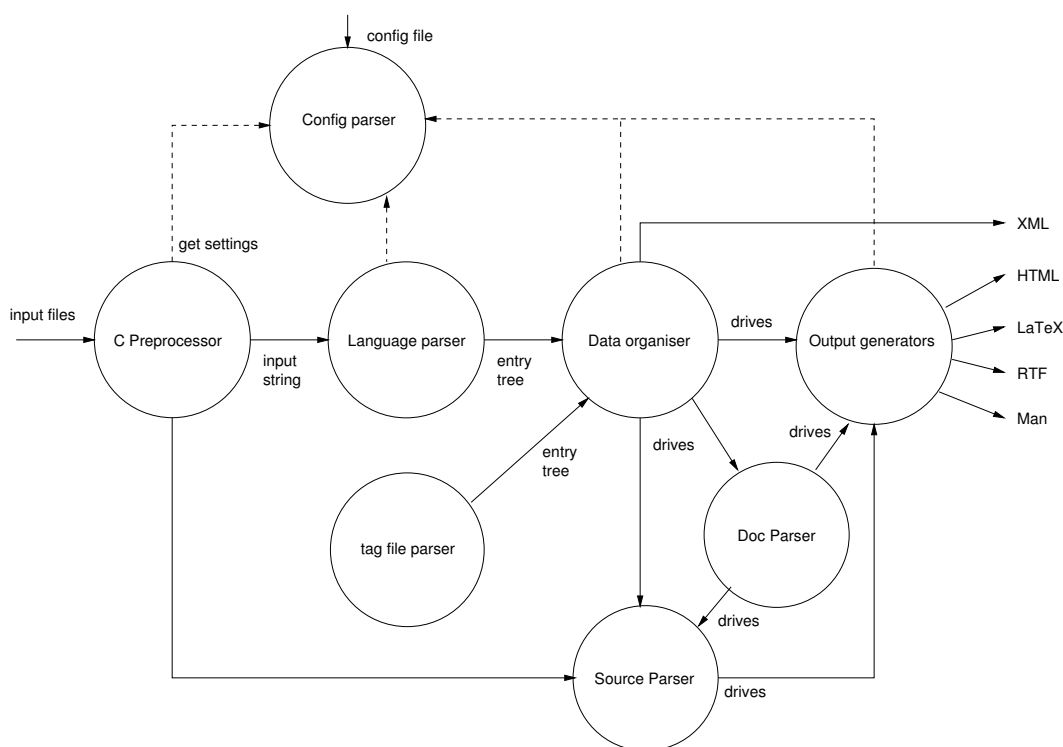 config file
Config parser
XML
get settings
HTML
input files
C Preprocessor
input
string
Language parser
entry
tree
Data organiser
drives
Output generators
LaTeX
RTF
Man
drives
drives
entry
tree
tag file parser
Doc Parser
drives
Source Parser
drives